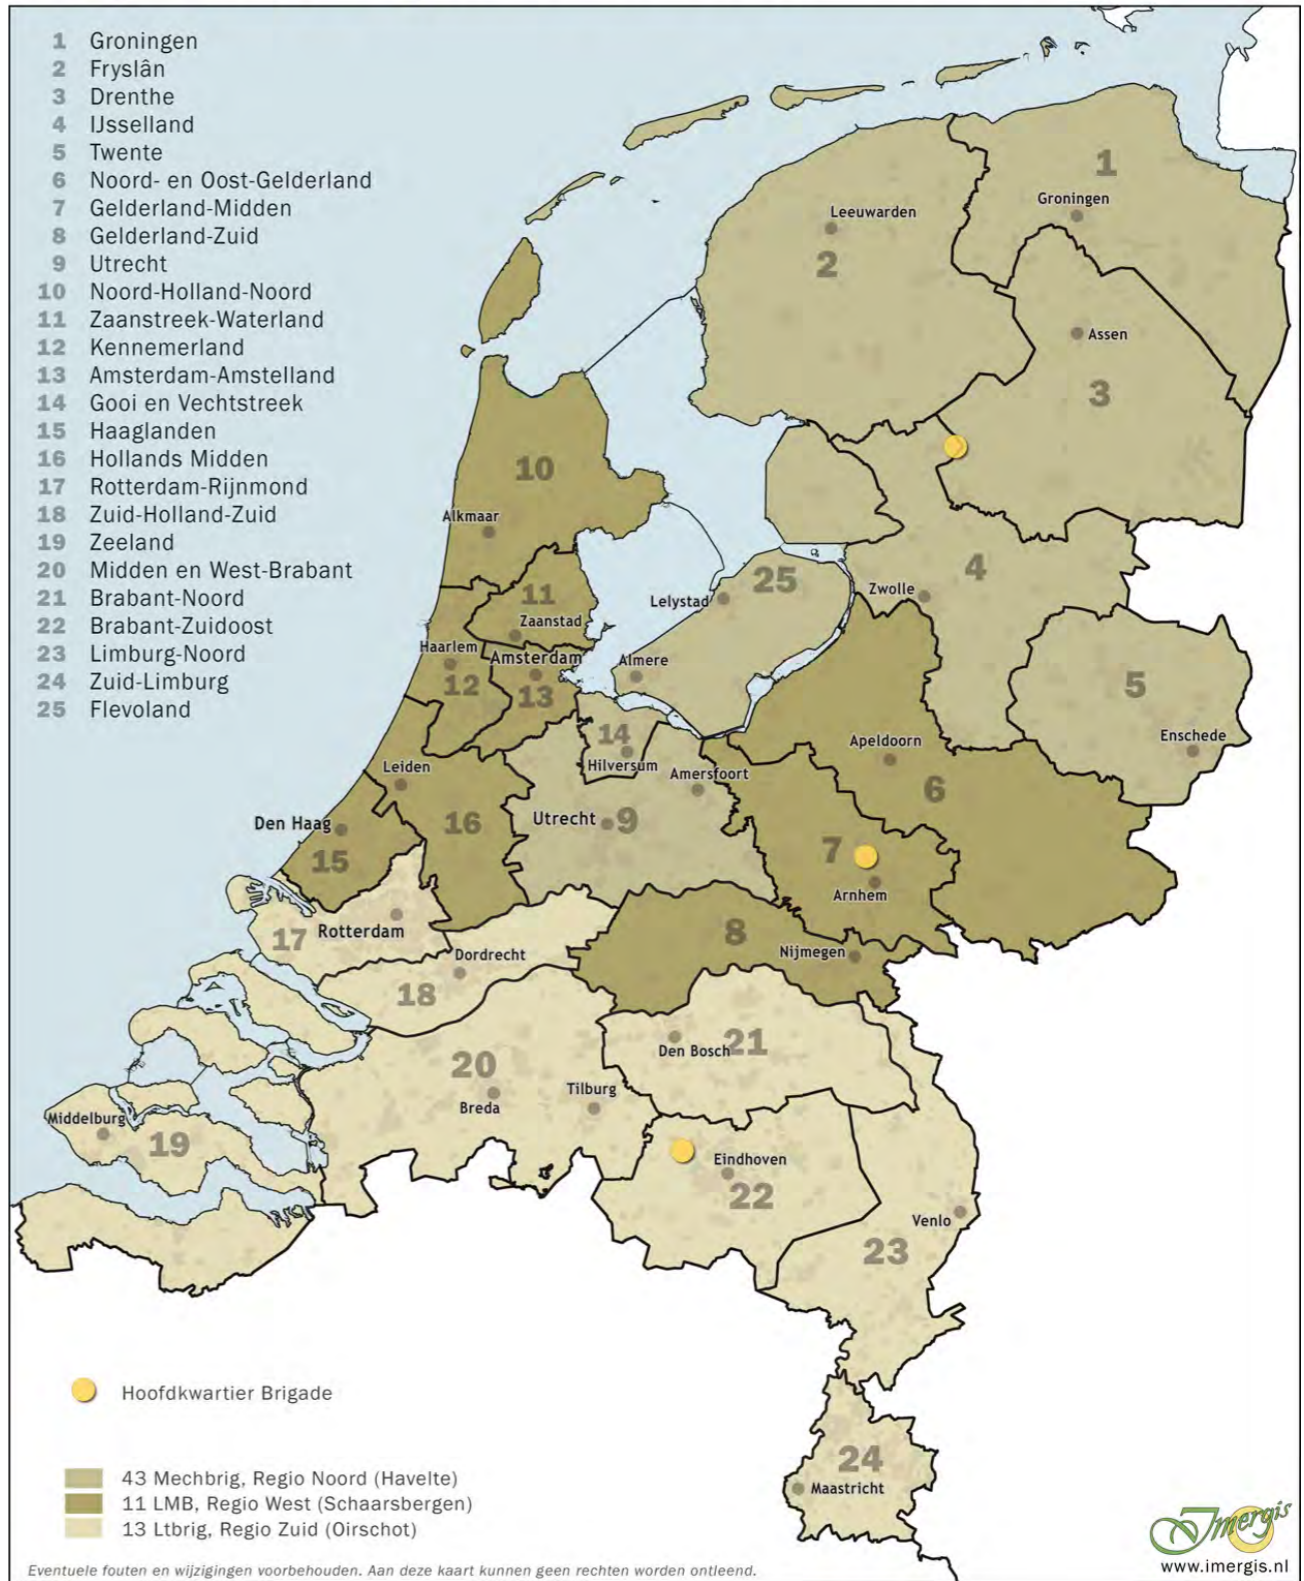 1 Groningen
2 Fryslân
3 Drenthe
4 IJsselland
5 Twente
6 Noord- en Oost-Gelderland
7 Gelderland-Midden
8 Gelderland-Zuid
9 Utrecht
10 Noord-Holland-Noord
11 Zaanstreek-Waterland
12 Kennemerland
13 Amsterdam-Amstelland
14 Gooi en Vechtstreek
15 Haaglanden
16 Hollands Midden
17 Rotterdam-Rijnmond
18 Zuid-Holland-Zuid
19 Zeeland
20 Midden en West-Brabant
21 Brabant-Noord
22 Brabant-Zuidoost
23 Limburg-Noord
24 Zuid-Limburg
25 Flevoland
1
Groningen
Leeuwarden
2
Assen
3
10
Alkmaar
4
25
Zwolle
Lelystad
11
Zaanstad
Haarlem
Amsterdam
Almere
12
13
5
Enschede
14
Hilversum
Apeldoorn
Amersfoort
Leiden
6
Den Haag
16
Utrecht
9
15
7
Arnhem
17
Rotterdam
8
Nijmegen
Dordrecht
18
Den Bosch
21
20
Breda
Tilburg
Middelburg
19
Eindhoven
22
Venlo
23
24
Maastricht
Hoofdkwartier Brigade
43 Mechbrig, Regio Noord (Havelte)
11 LMB, Regio West (Schaarsbergen)
13 Ltbrig, Regio Zuid (Oirschot)
Imergis
www.imergis.nl
Eventuele fouten en wijzigingen voorbehouden. Aan deze kaart kunnen geen rechten worden ontleend.